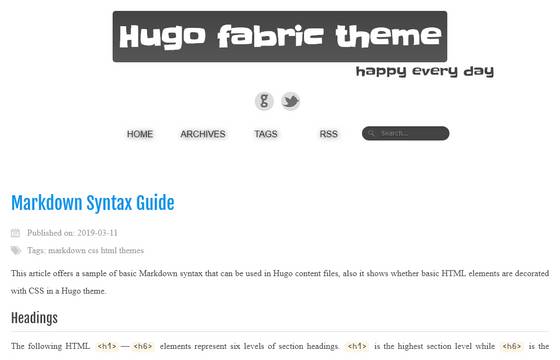 Hugo fabric theme
happy every day
HOME ARCHIVES TAGS RSS Search...
Markdown Syntax Guide
Published on: 2019-03-11
Tags: markdown css html themes
This article offers a sample of basic Markdown syntax that can be used in Hugo content files, also it shows whether basic HTML elements are decorated
with CSS in a Hugo theme.
Headings
The following HTML <h1> — <h6> elements represent six levels of section headings. <h1> is the highest section level while <h6> is the